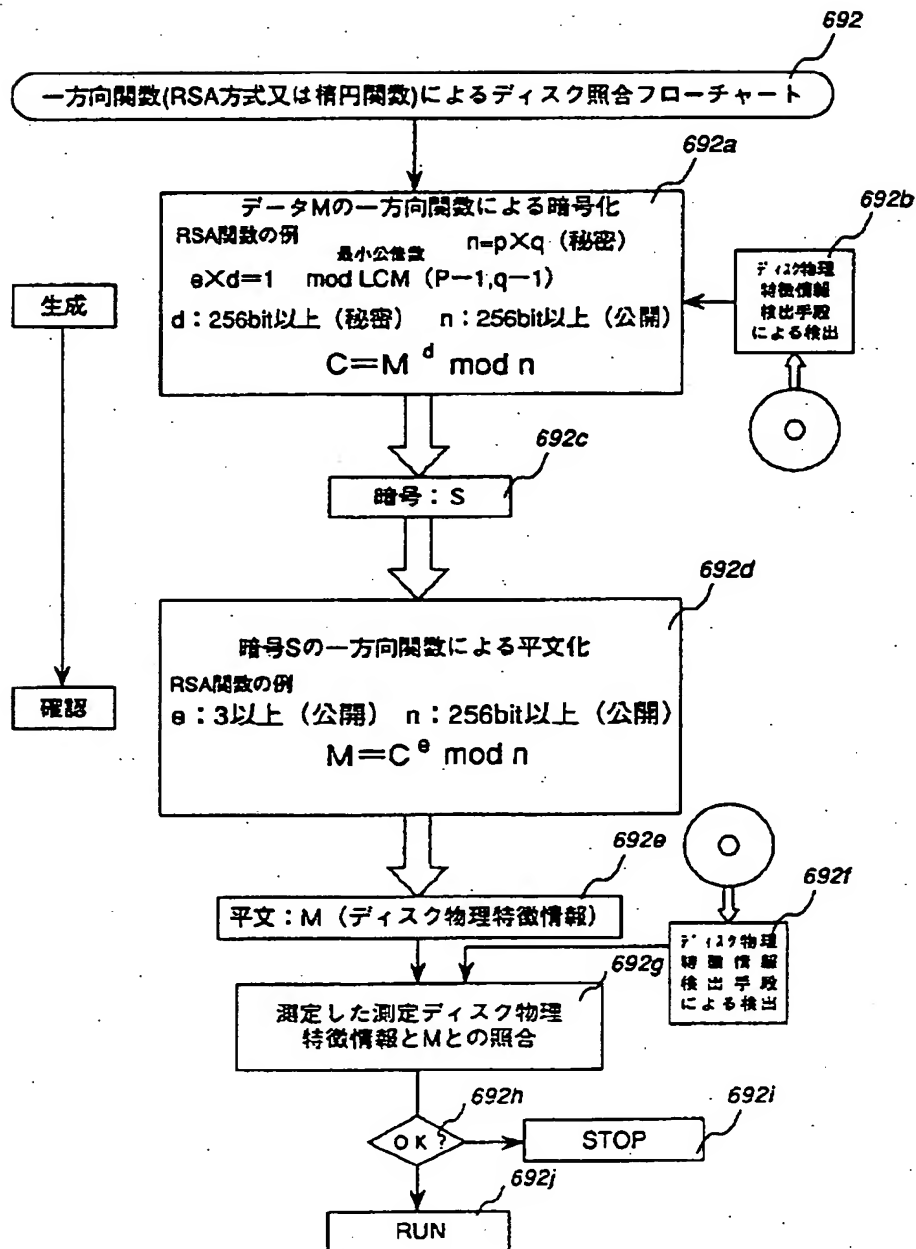 692
一方向関数(RSA方式又は楕円関数)によるディスク照合フローチャート
692a
データMの一方向関数による暗号化
RSA関数の例
n=p×q (秘密)
最小公倍数
e×d=1 mod LCM (P-1,q-1)
d:256bit以上(秘密) n:256bit以上(公開)
C=M^d mod n
692b
ディスク物理
特徴情報
検出手段
による検出
生成
692c
暗号:S
692d
暗号Sの一方向関数による平文化
RSA関数の例
e:3以上(公開) n:256bit以上(公開)
M=C^e mod n
確認
692e
平文:M(ディスク物理特徴情報)
692f
ディスク物理
特徴情報
検出手段
による検出
692g
測定した測定ディスク物理
特徴情報とMとの照合
692h
OK?
692i
STOP
692j
RUN